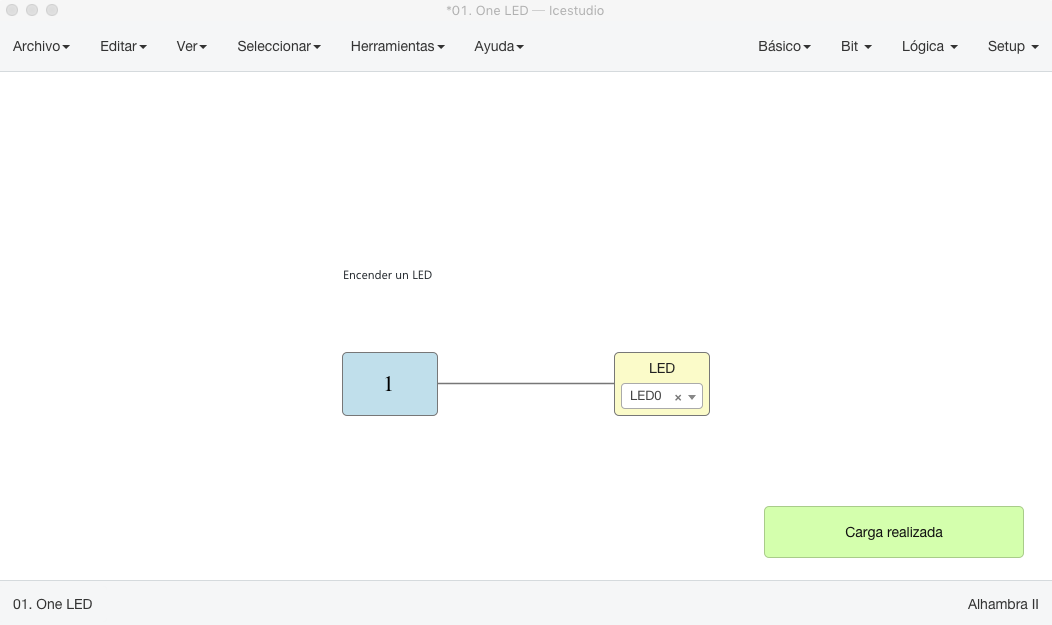 *01. One LED — Icestudio
Archivo Editar Ver Seleccionar Herramientas Ayuda Básico Bit Lógica Setup
Encender un LED
1
LED
LED0 ×
Carga realizada
01. One LED Alhambra II